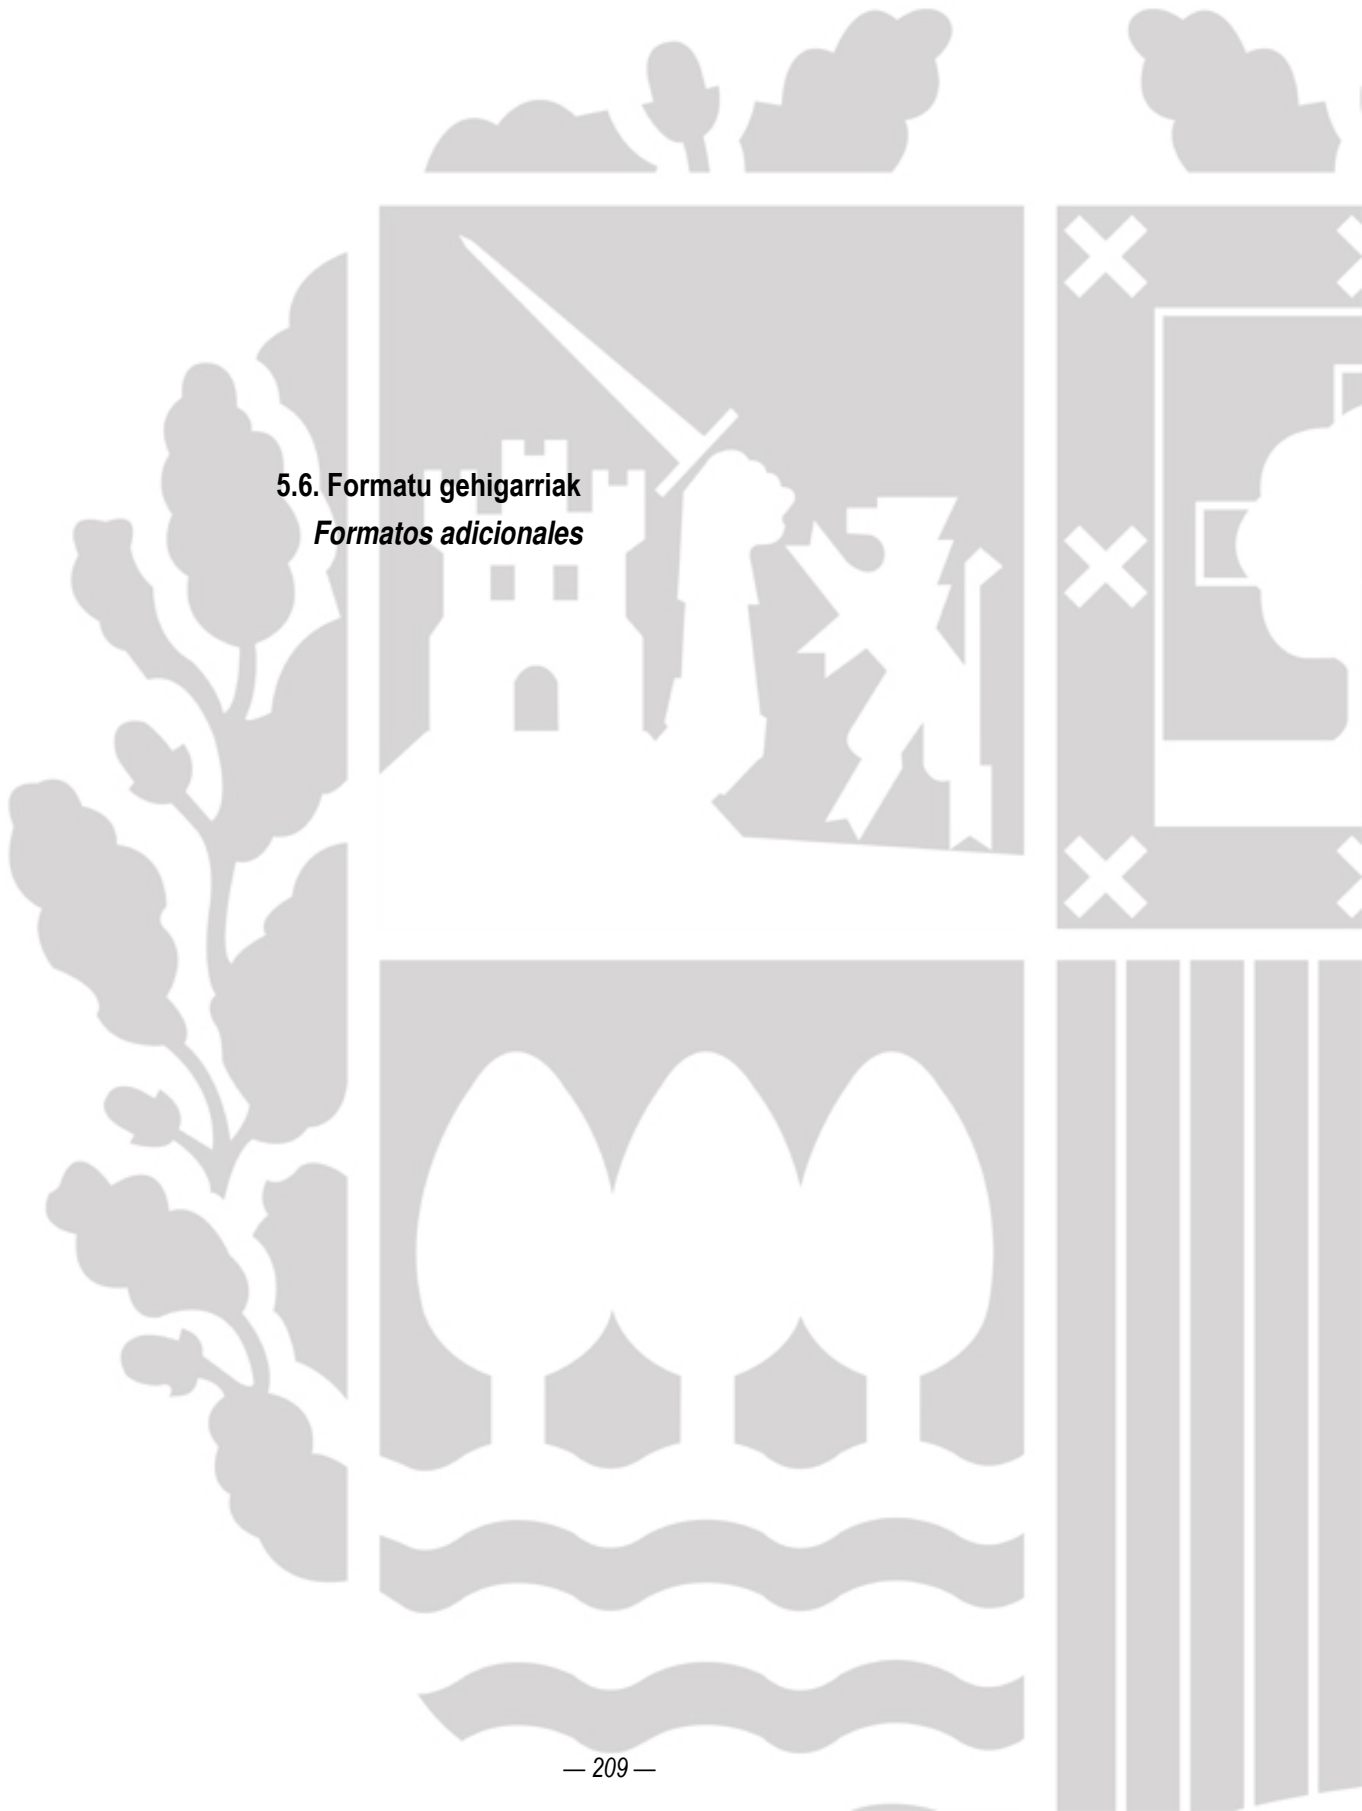 5.6. Formatu gehigarriak
Formatos adicionales
— 209 —